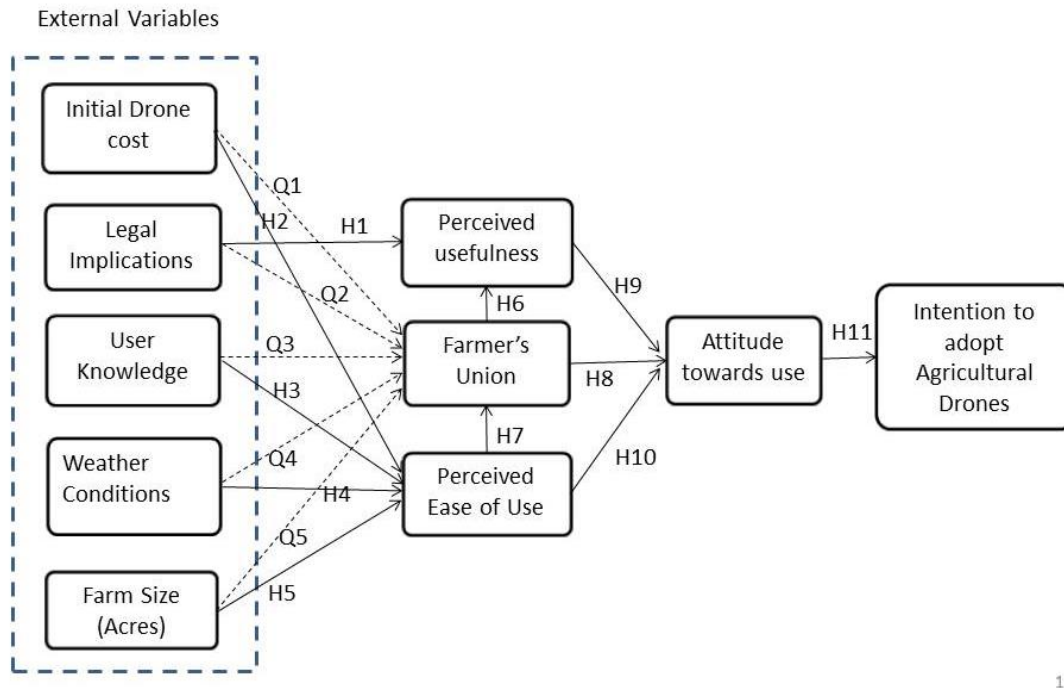 External Variables
Initial Drone
cost
Q1
H2
H1
Legal
Implications
Perceived
usefulness
Q2
H9
H6
User
Knowledge
Q3
Farmer's
Union
H8
Attitude
towards use
H11
Intention to
adopt
Agricultural
Drones
H3
H7
Weather
Conditions
Q4
H4
Perceived
Ease of Use
H10
Q5
H5
Farm Size
(Acres)
1